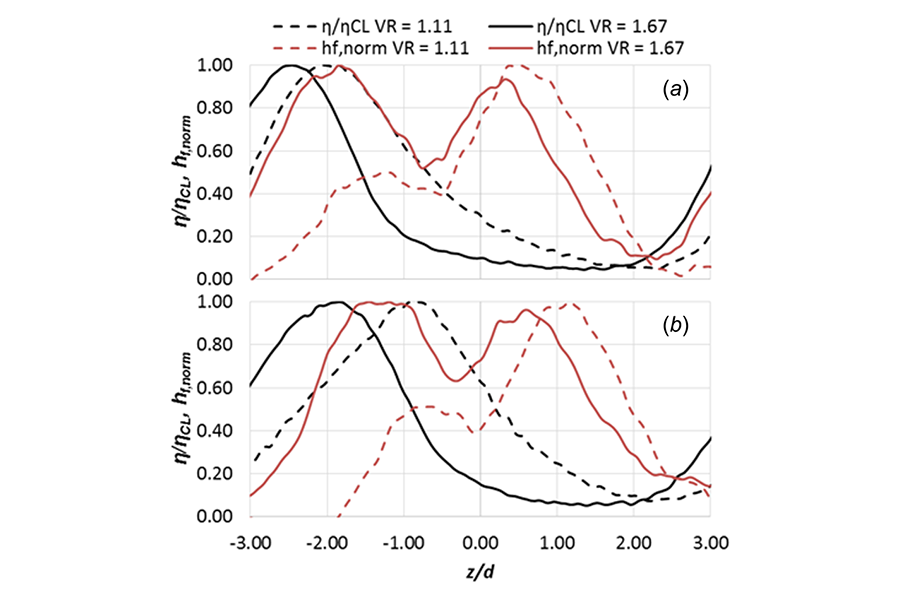 η/ηCL VR = 1.11 η/ηCL VR = 1.67
hf,norm VR = 1.11 hf,norm VR = 1.67
1.00
(a)
0.80
0.60
0.40
0.20
0.00
η/ηCL, hf,norm
1.00
(b)
0.80
0.60
0.40
0.20
0.00
η/ηCL, hf,norm
-3.00 -2.00 -1.00 0.00 1.00 2.00 3.00
z/d